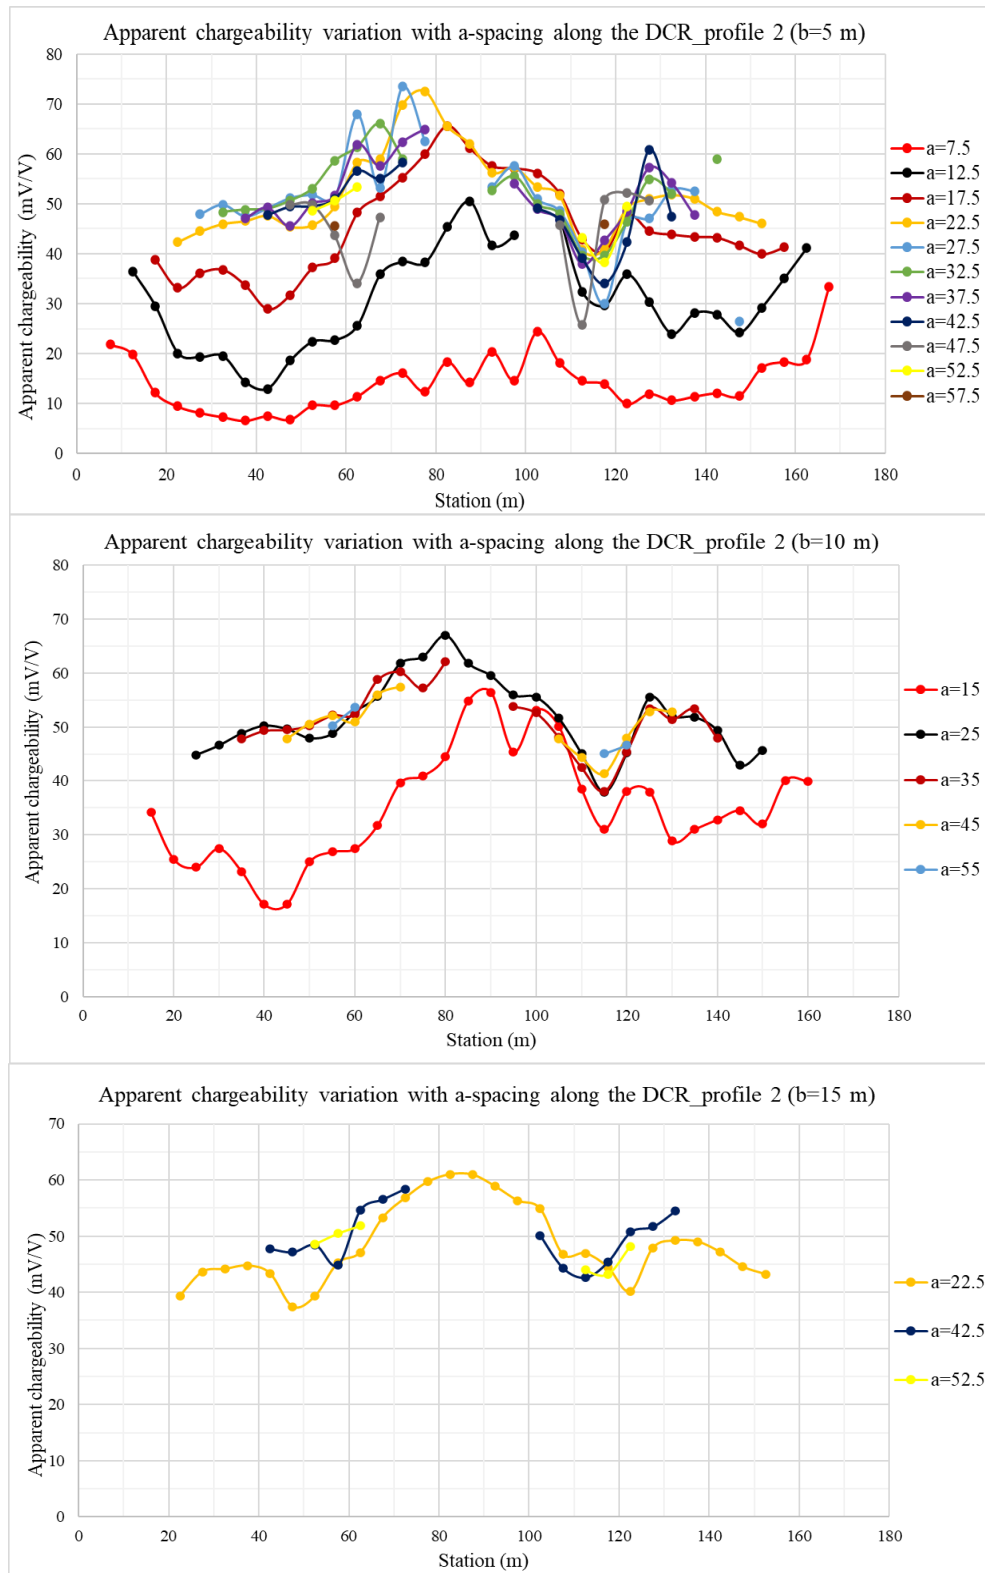 Apparent chargeability variation with a-spacing along the DCR_profile 2 (b=5 m)
Apparent chargeability (mV/V)
80
70
60
50
40
30
20
10
0
0 20 40 60 80 100 120 140 160 180
Station (m)
a=7.5
a=12.5
a=17.5
a=22.5
a=27.5
a=32.5
a=37.5
a=42.5
a=47.5
a=52.5
a=57.5
Apparent chargeability variation with a-spacing along the DCR_profile 2 (b=10 m)
Apparent chargeability (mV/V)
80
70
60
50
40
30
20
10
0
0 20 40 60 80 100 120 140 160 180
Station (m)
a=15
a=25
a=35
a=45
a=55
Apparent chargeability variation with a-spacing along the DCR_profile 2 (b=15 m)
Apparent chargeability (mV/V)
70
60
50
40
30
20
10
0
0 20 40 60 80 100 120 140 160 180
Station (m)
a=22.5
a=42.5
a=52.5